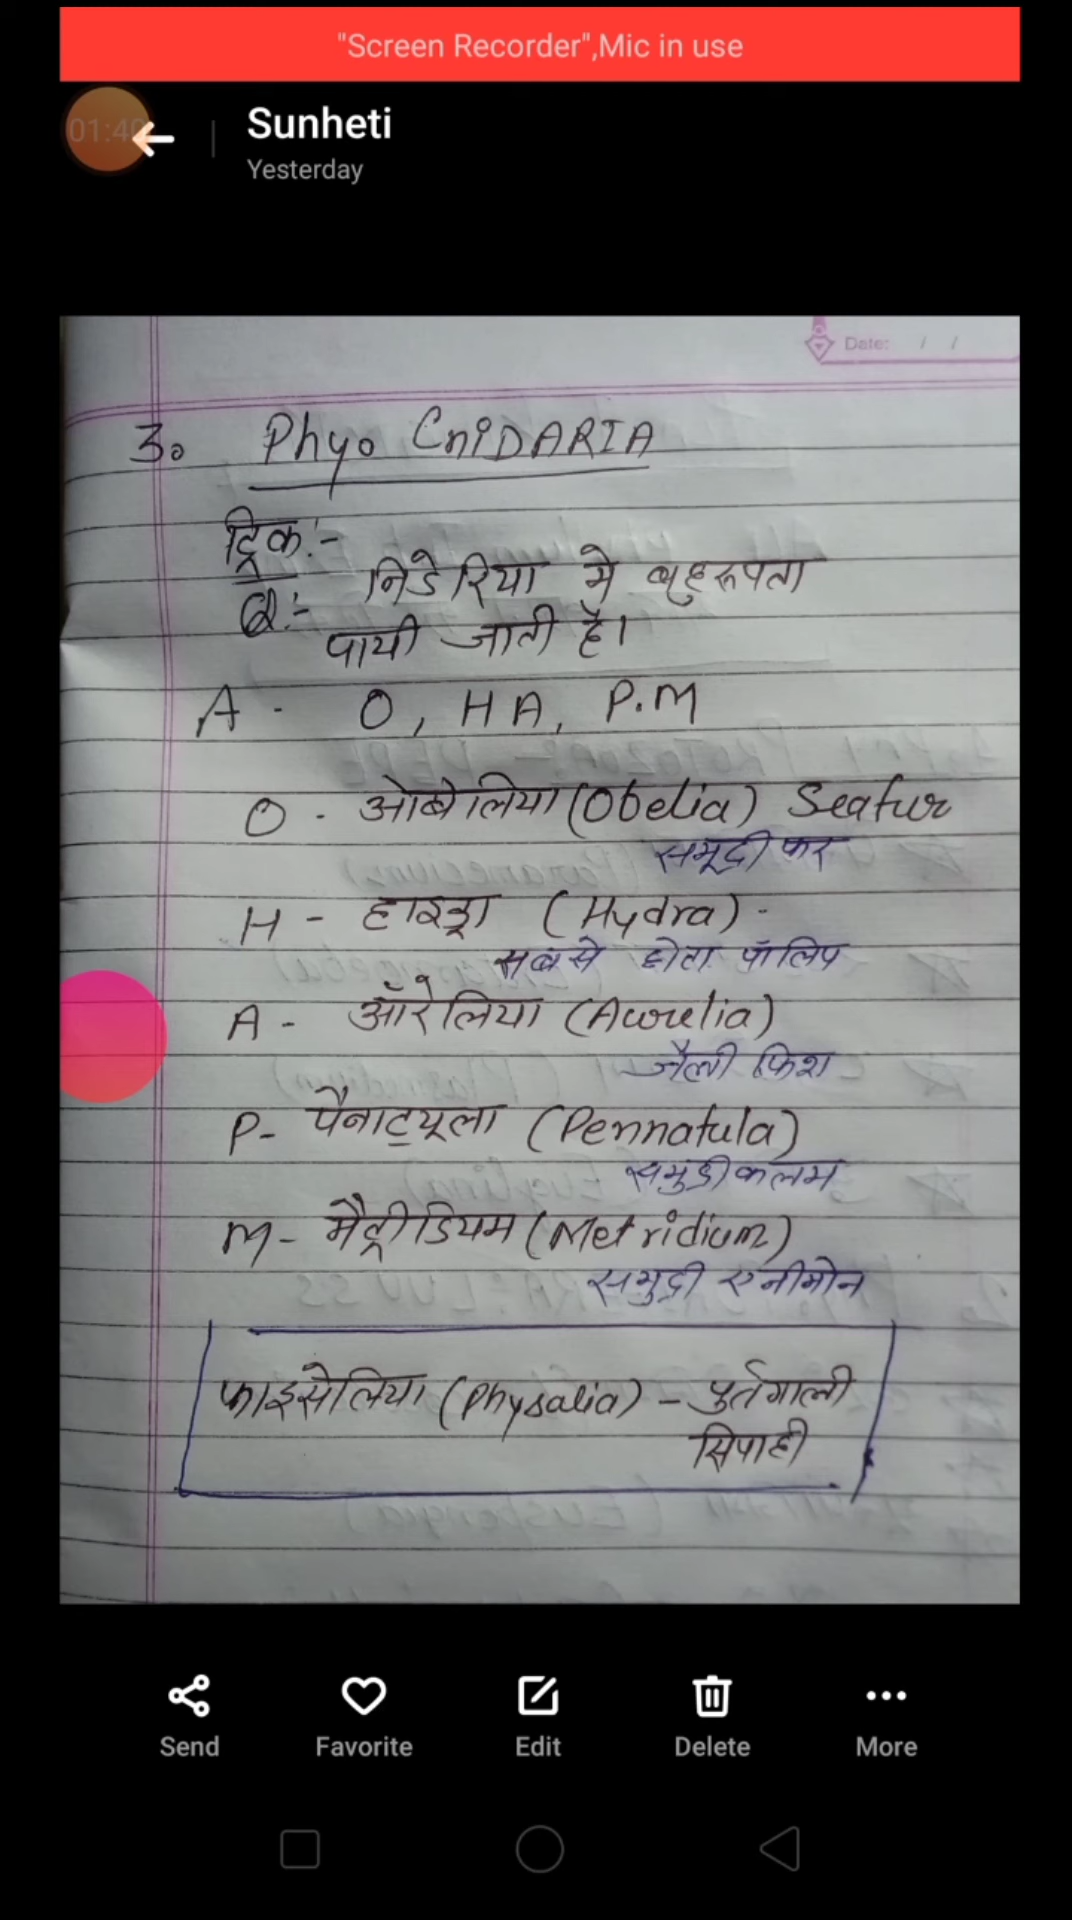 "Screen Recorder",Mic in use
01:40
Sunheti
Yesterday
Date: / /
3. Phyo CniDARIA
ट्रिक:-
Q:- निडेरिया मे बहुरूपता
पायी जाती है।
A - O, HA, P.M
O - ओबेलिया (Obelia) Seafur
समूद्री फर
H - हाइड्रा (Hydra) -
सबसे छोटा पॉलिप
A - ऑरेलिया (Aurelia)
जैली फिश
P- पैनाट्यूला (Pennatula)
समुद्री कलम
M- मैट्रीडियम (Metridium)
समुद्री एनीमोन
फाइसेलिया (Physalia) - पुर्तगाली
सिपाही
Send
Favorite
Edit
Delete
More